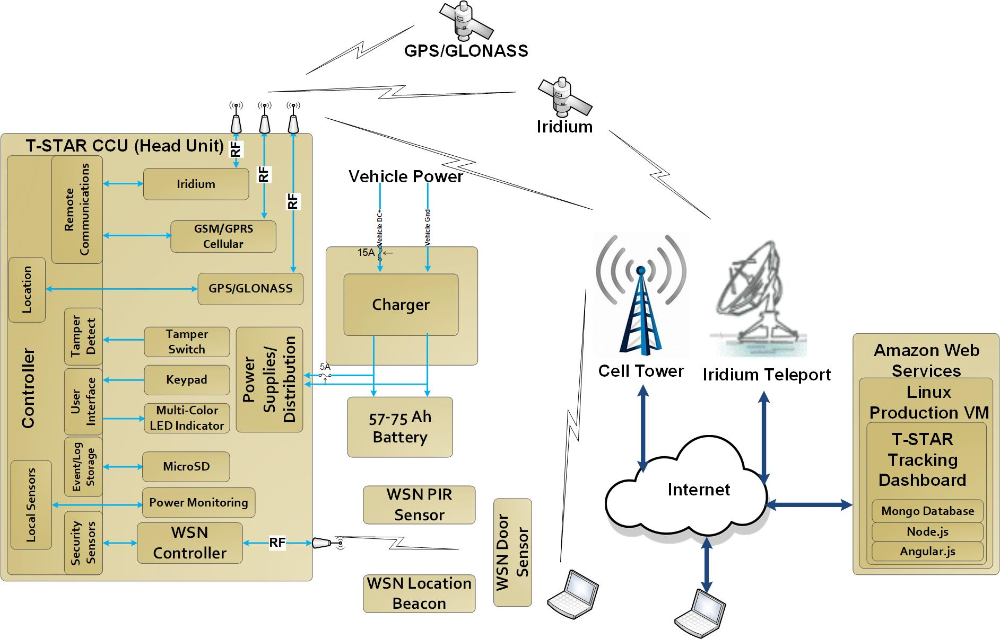 GPS/GLONASS
Iridium
T-STAR CCU (Head Unit)
RF
RF
RF
Remote
Communications
Iridium
GSM/GPRS
Cellular
Location
GPS/GLONASS
Controller
Tamper
Detect
Tamper
Switch
User
Interface
Keypad
Multi-Color
LED Indicator
Power
Supplies/
Distribution
Event/Log
Storage
MicroSD
Local Sensors
Power Monitoring
Security
Sensors
WSN
Controller
RF
Vehicle Power
Vehicle DC+
Vehicle Gnd
15A
Charger
5A
57-75 Ah
Battery
WSN PIR
Sensor
WSN Door
Sensor
WSN Location
Beacon
Cell Tower
Iridium Teleport
Internet
Amazon Web
Services
Linux
Production VM
T-STAR
Tracking
Dashboard
Mongo Database
Node.js
Angular.js